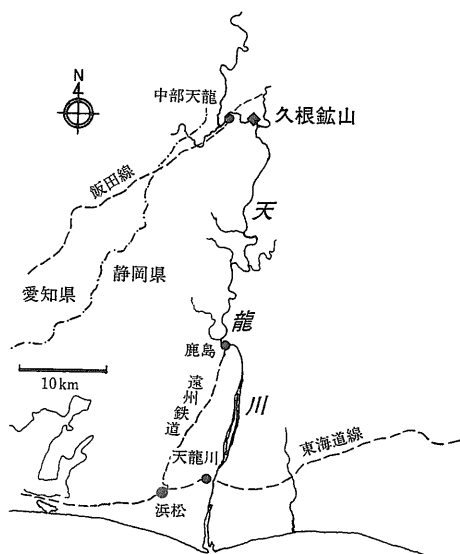 N
中部天龍
久根鉱山
飯田線
天
静岡県
愛知県
龍
鹿島
10km
遠州鉄道
川
天龍川
東海道線
浜松